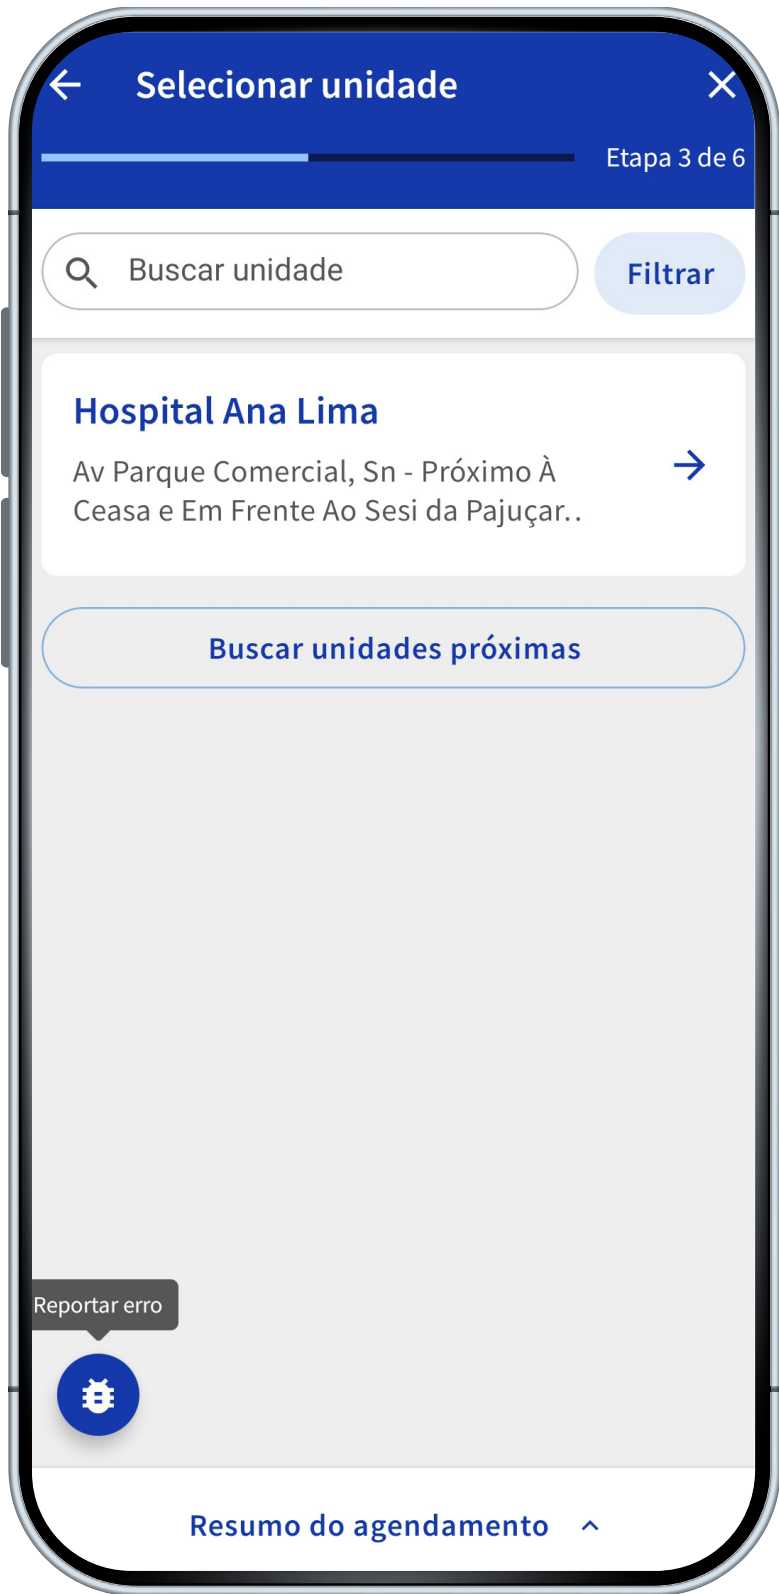 Selecionar unidade
Etapa 3 de 6
Buscar unidade
Filtrar
Hospital Ana Lima
Av Parque Comercial, Sn - Próximo À
Ceasa e Em Frente Ao Sesi da Pajuçar..
Buscar unidades próximas
Reportar erro
Resumo do agendamento